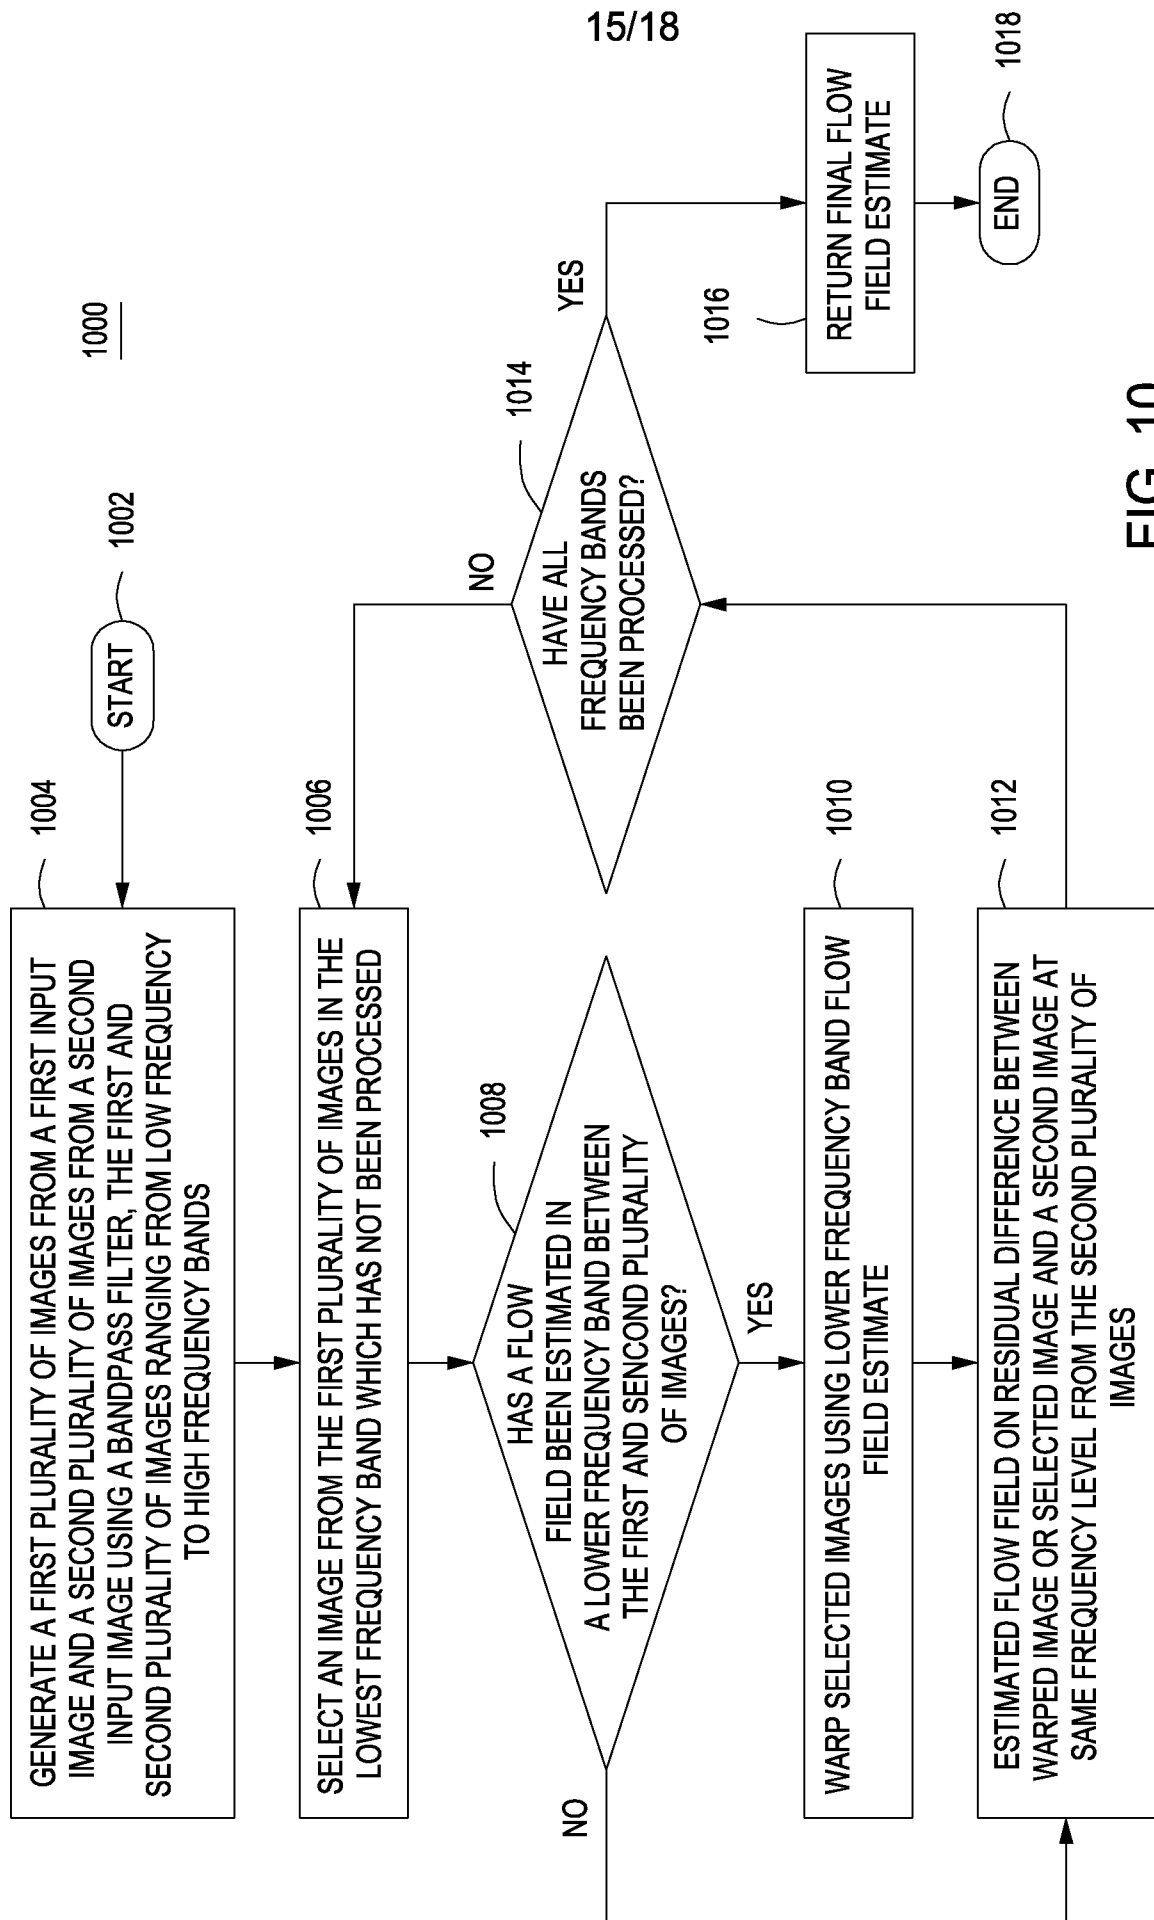 15/18
1000
START
1002
1004
GENERATE A FIRST PLURALITY OF IMAGES FROM A FIRST INPUT
IMAGE AND A SECOND PLURALITY OF IMAGES FROM A SECOND
INPUT IMAGE USING A BANDPASS FILTER, THE FIRST AND
SECOND PLURALITY OF IMAGES RANGING FROM LOW FREQUENCY
TO HIGH FREQUENCY BANDS
1006
SELECT AN IMAGE FROM THE FIRST PLURALITY OF IMAGES IN THE
LOWEST FREQUENCY BAND WHICH HAS NOT BEEN PROCESSED
1008
HAS A FLOW
FIELD BEEN ESTIMATED IN
A LOWER FREQUENCY BAND BETWEEN
THE FIRST AND SENCOND PLURALITY
OF IMAGES?
NO
YES
1010
WARP SELECTED IMAGES USING LOWER FREQUENCY BAND FLOW
FIELD ESTIMATE
1012
ESTIMATED FLOW FIELD ON RESIDUAL DIFFERENCE BETWEEN
WARPED IMAGE OR SELECTED IMAGE AND A SECOND IMAGE AT
SAME FREQUENCY LEVEL FROM THE SECOND PLURALITY OF
IMAGES
1014
HAVE ALL
FREQUENCY BANDS
BEEN PROCESSED?
NO
YES
1016
RETURN FINAL FLOW
FIELD ESTIMATE
END
1018
FIG. 10